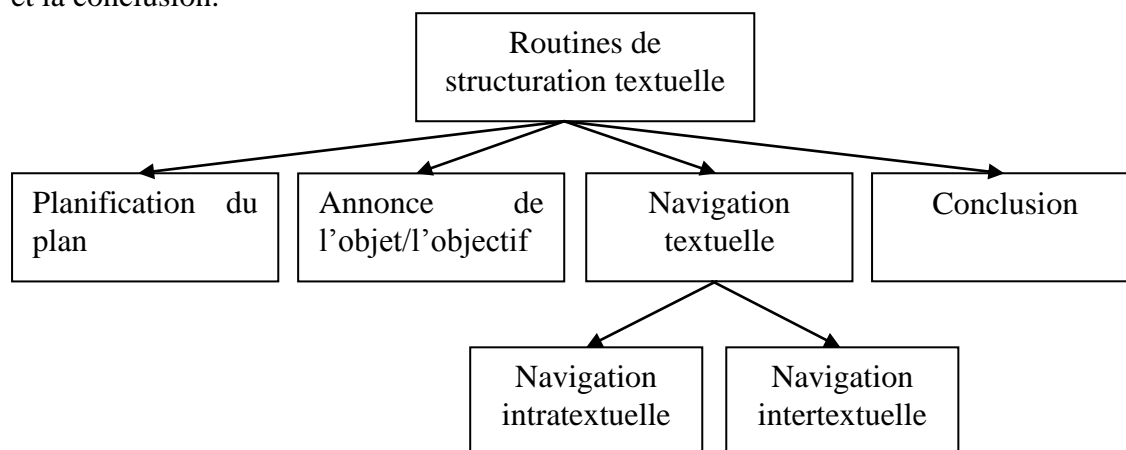 et la conclusion.
Routines de
structuration textuelle
Planification du
plan
Annonce de
l’objet/l’objectif
Navigation
textuelle
Conclusion
Navigation
intratextuelle
Navigation
intertextuelle